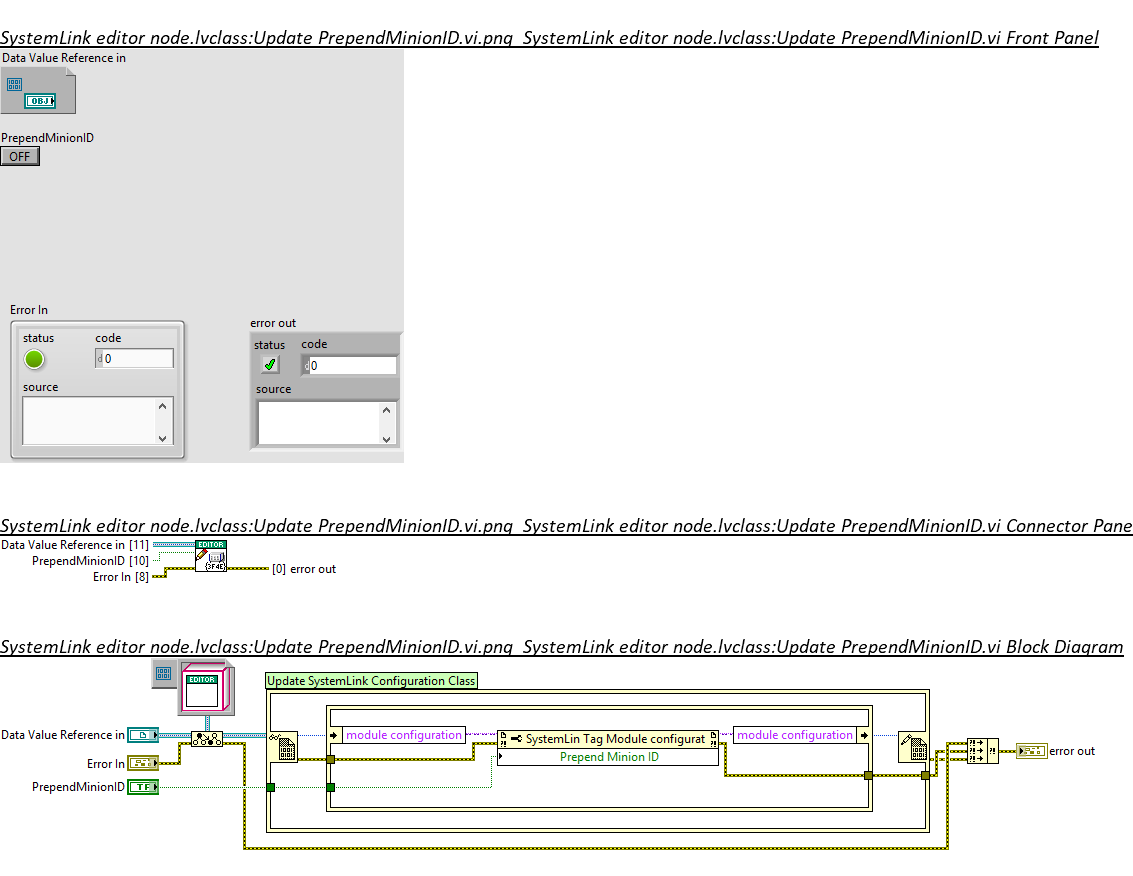 SystemLink editor node.lvclass:Update PrependMinionID.vi.png SystemLink editor node.lvclass:Update PrependMinionID.vi Front Panel
Data Value Reference in
OBJ
PrependMinionID
OFF
Error In
status
code
d 0
source
error out
status
code
d 0
source
SystemLink editor node.lvclass:Update PrependMinionID.vi.png SystemLink editor node.lvclass:Update PrependMinionID.vi Connector Pane
Data Value Reference in [11]
PrependMinionID [10]
Error In [8]
EDITOR
{3F4E}
[0] error out
SystemLink editor node.lvclass:Update PrependMinionID.vi.png SystemLink editor node.lvclass:Update PrependMinionID.vi Block Diagram
EDITOR
Update SystemLink Configuration Class
Data Value Reference in
module configuration
SystemLin Tag Module configurat
module configuration
Prepend Minion ID
Error In
error out
PrependMinionID
TF